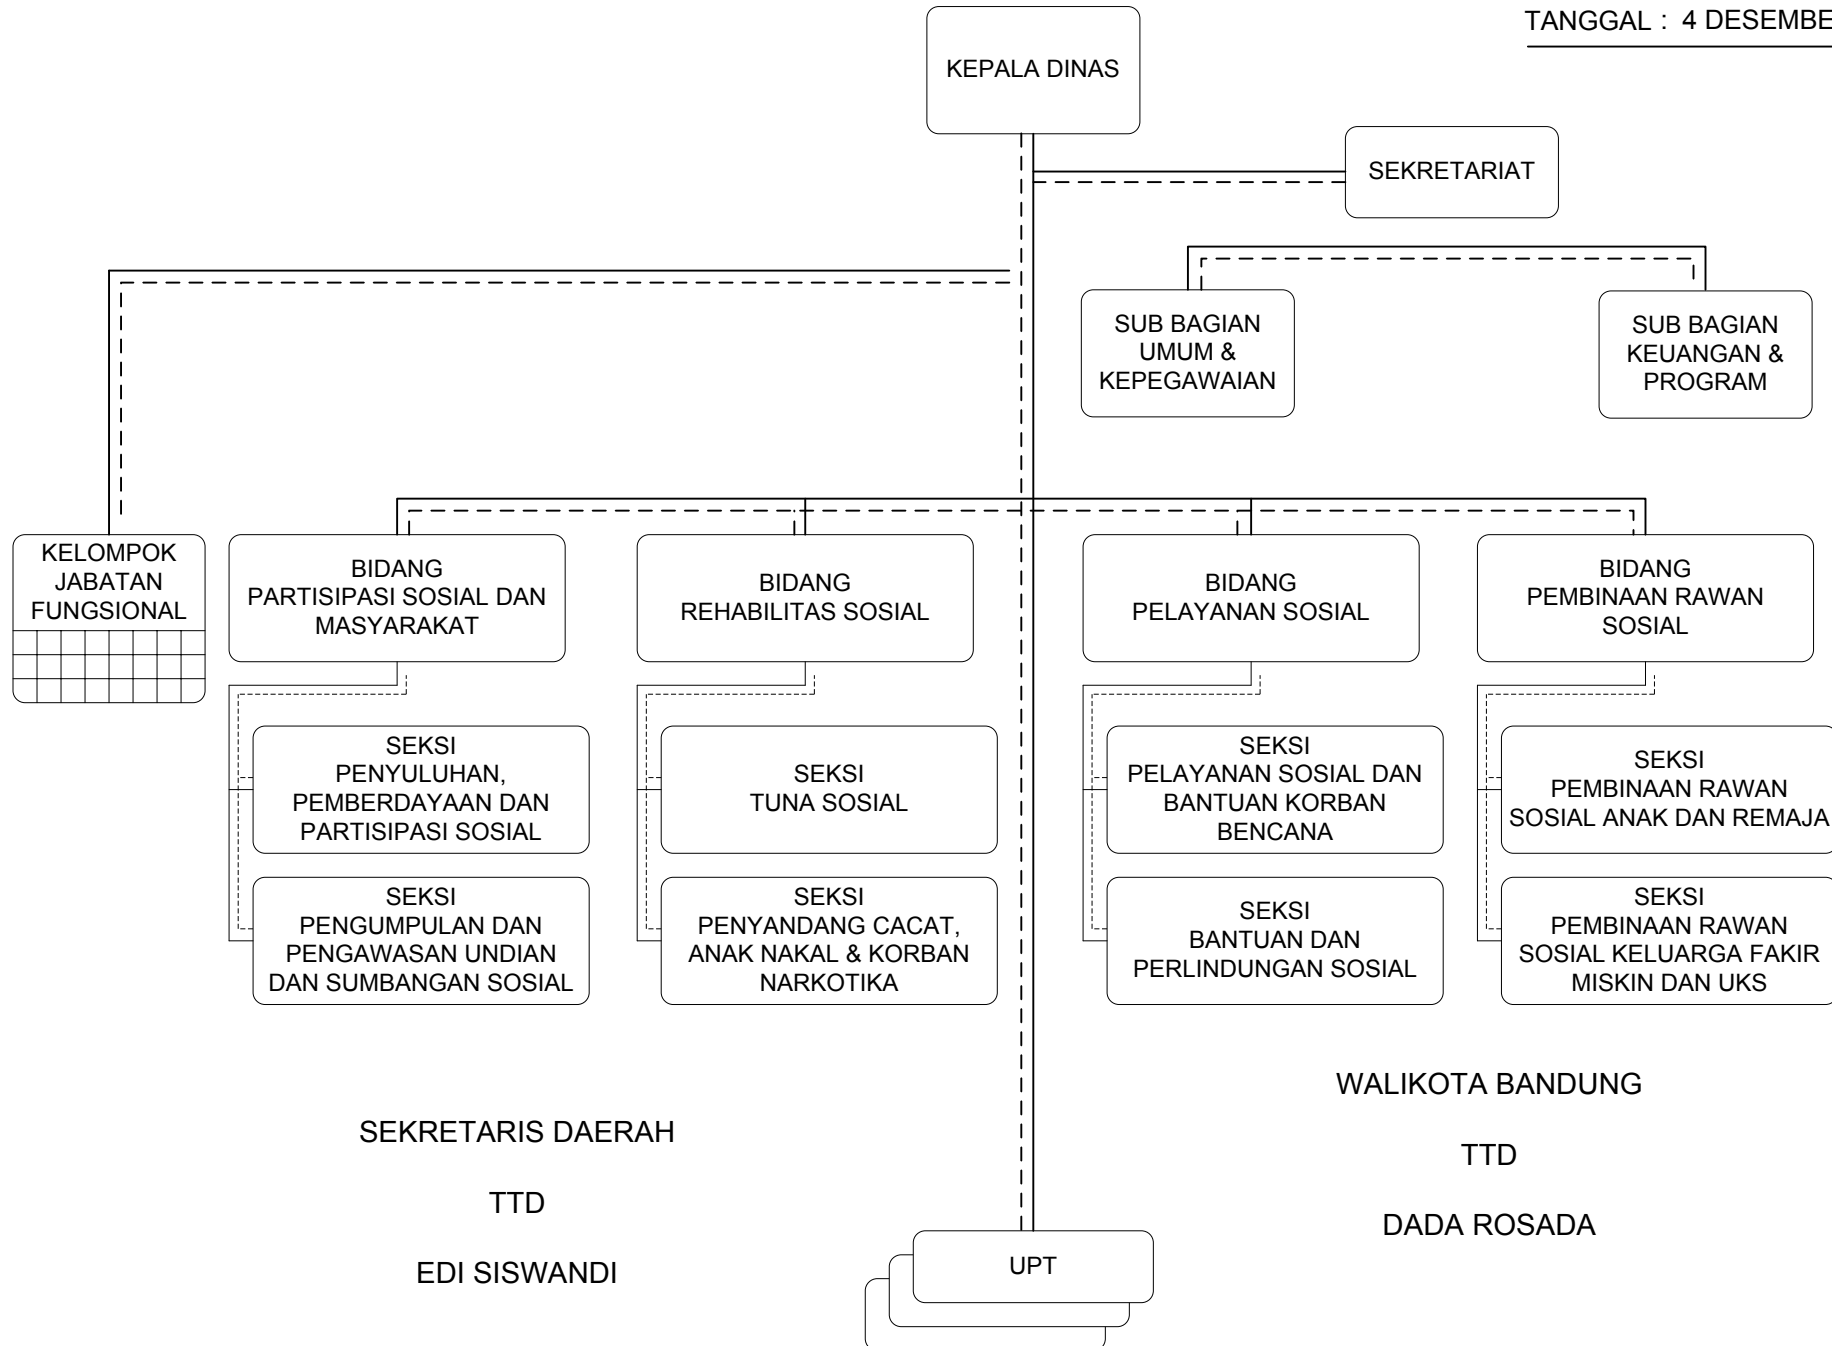 TANGGAL : 4 DESEMBE
KEPALA DINAS
SEKRETARIAT
SUB BAGIAN
UMUM &
KEPEGAWAIAN
SUB BAGIAN
KEUANGAN &
PROGRAM
KELOMPOK
JABATAN
FUNGSIONAL
BIDANG
PARTISIPASI SOSIAL DAN
MASYARAKAT
BIDANG
REHABILITAS SOSIAL
BIDANG
PELAYANAN SOSIAL
BIDANG
PEMBINAAN RAWAN
SOSIAL
SEKSI
PENYULUHAN,
PEMBERDAYAAN DAN
PARTISIPASI SOSIAL
SEKSI
TUNA SOSIAL
SEKSI
PELAYANAN SOSIAL DAN
BANTUAN KORBAN
BENCANA
SEKSI
PEMBINAAN RAWAN
SOSIAL ANAK DAN REMAJA
SEKSI
PENGUMPULAN DAN
PENGAWASAN UNDIAN
DAN SUMBANGAN SOSIAL
SEKSI
PENYANDANG CACAT,
ANAK NAKAL & KORBAN
NARKOTIKA
SEKSI
BANTUAN DAN
PERLINDUNGAN SOSIAL
SEKSI
PEMBINAAN RAWAN
SOSIAL KELUARGA FAKIR
MISKIN DAN UKS
SEKRETARIS DAERAH
TTD
EDI SISWANDI
WALIKOTA BANDUNG
TTD
DADA ROSADA
UPT